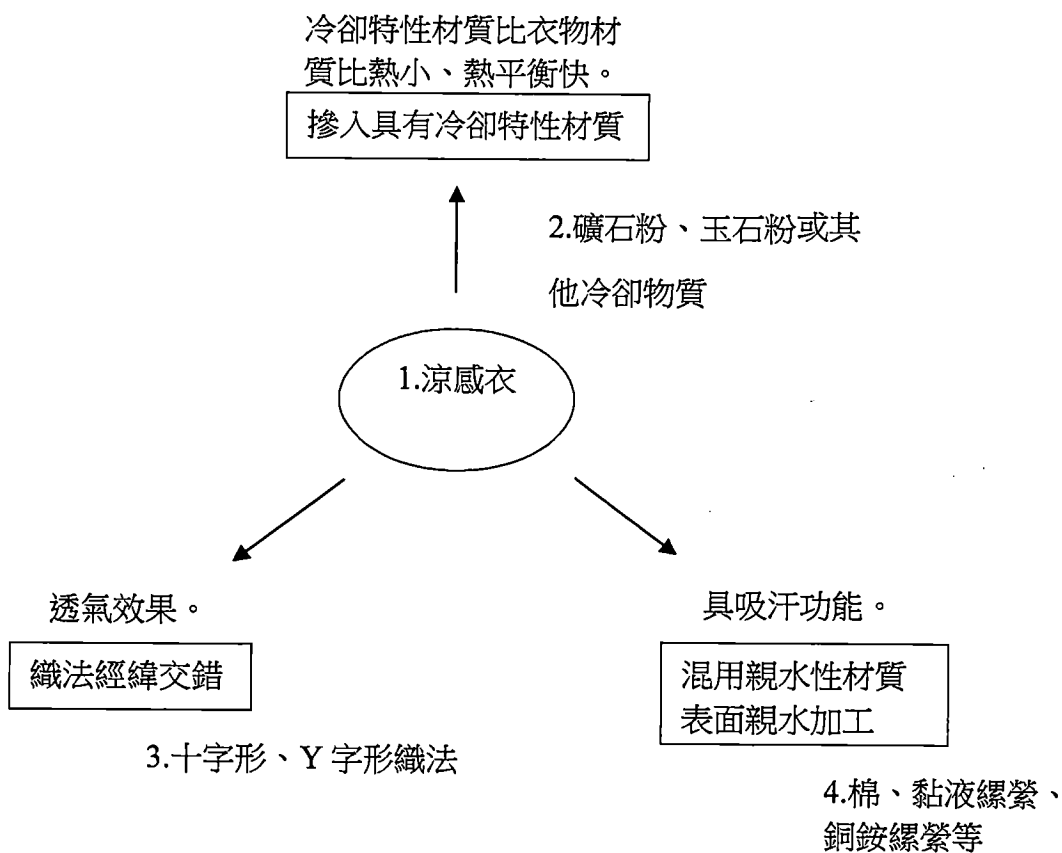 冷卻特性材質比衣物材
質比熱小、熱平衡快。
摻入具有冷卻特性材質
2.礦石粉、玉石粉或其
他冷卻物質
1.涼感衣
透氣效果。
織法經緯交錯
3.十字形、Y 字形織法
具吸汗功能。
混用親水性材質
表面親水加工
4.棉、黏液縲縈、
銅銨縲縈等